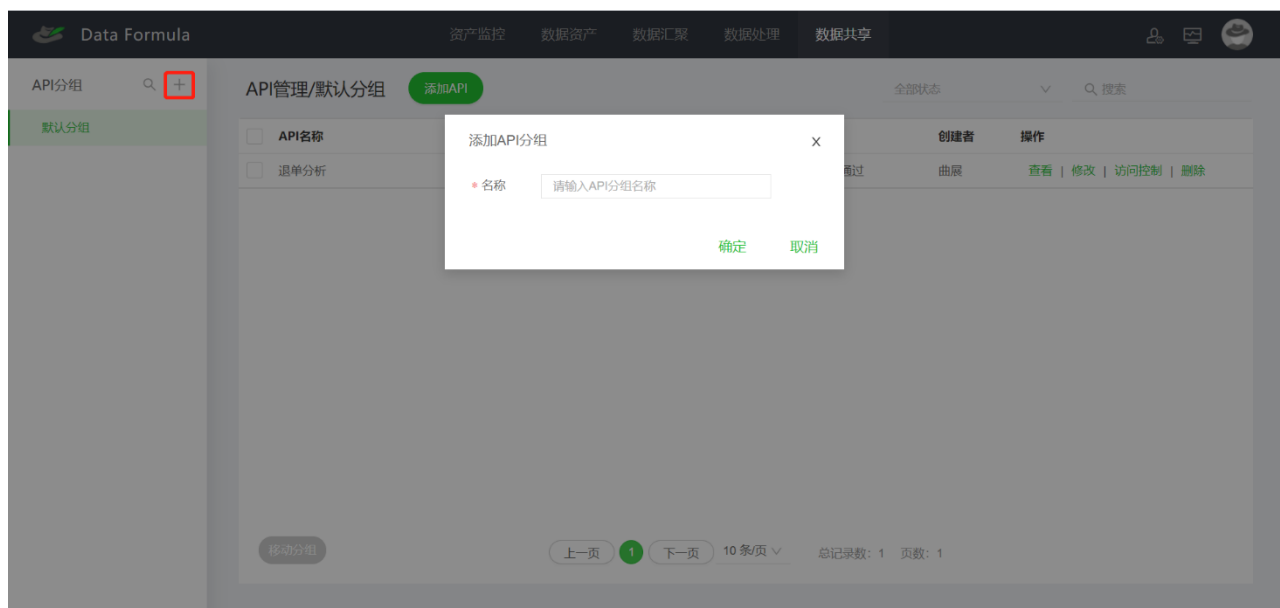 Data Formula 资产监控 数据资产 数据汇聚 数据处理 数据共享
API分组
默认分组
API管理/默认分组 添加API 全部状态 搜索
API名称 创建者 操作
退单分析 通过 曲展 查看 | 修改 | 访问控制 | 删除
添加API分组 x
* 名称 请输入API分组名称
确定 取消
移动分组 上一页 1 下一页 10 条/页 总记录数: 1 页数: 1